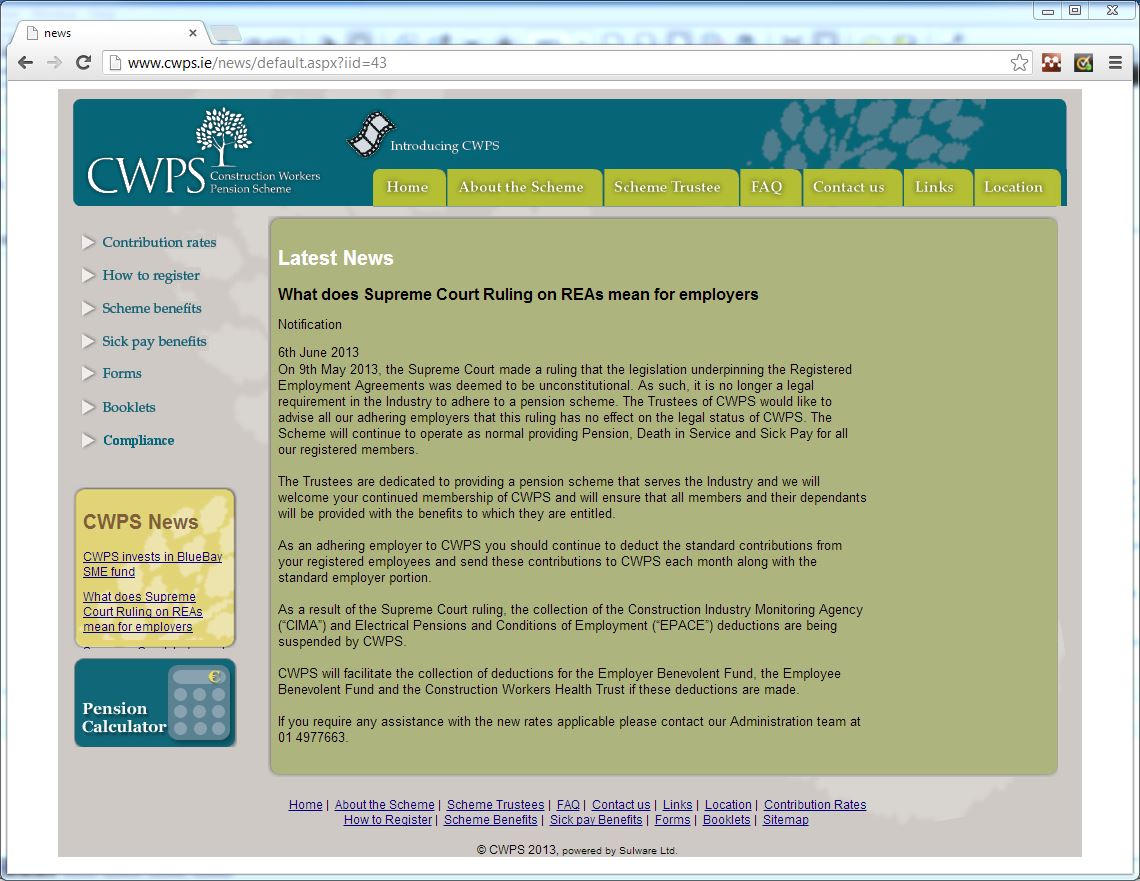 news
www.cwps.ie/news/default.aspx?iid=43
CWPS
Construction Workers
Pension Scheme
Introducing CWPS
Home
About the Scheme
Scheme Trustee
FAQ
Contact us
Links
Location
Contribution rates
How to register
Scheme benefits
Sick pay benefits
Forms
Booklets
Compliance
CWPS News
CWPS invests in BlueBay
SME fund
What does Supreme
Court Ruling on REAs
mean for employers
€
Pension
Calculator
Latest News
What does Supreme Court Ruling on REAs mean for employers
Notification
6th June 2013
On 9th May 2013, the Supreme Court made a ruling that the legislation underpinning the Registered
Employment Agreements was deemed to be unconstitutional. As such, it is no longer a legal
requirement in the Industry to adhere to a pension scheme. The Trustees of CWPS would like to
advise all our adhering employers that this ruling has no effect on the legal status of CWPS. The
Scheme will continue to operate as normal providing Pension, Death in Service and Sick Pay for all
our registered members.
The Trustees are dedicated to providing a pension scheme that serves the Industry and we will
welcome your continued membership of CWPS and will ensure that all members and their dependants
will be provided with the benefits to which they are entitled.
As an adhering employer to CWPS you should continue to deduct the standard contributions from
your registered employees and send these contributions to CWPS each month along with the
standard employer portion.
As a result of the Supreme Court ruling, the collection of the Construction Industry Monitoring Agency
(“CIMA”) and Electrical Pensions and Conditions of Employment (“EPACE”) deductions are being
suspended by CWPS.
CWPS will facilitate the collection of deductions for the Employer Benevolent Fund, the Employee
Benevolent Fund and the Construction Workers Health Trust if these deductions are made.
If you require any assistance with the new rates applicable please contact our Administration team at
01 4977663.
Home | About the Scheme | Scheme Trustees | FAQ | Contact us | Links | Location | Contribution Rates
How to Register | Scheme Benefits | Sick pay Benefits | Forms | Booklets | Sitemap
© CWPS 2013, powered by Sulware Ltd.